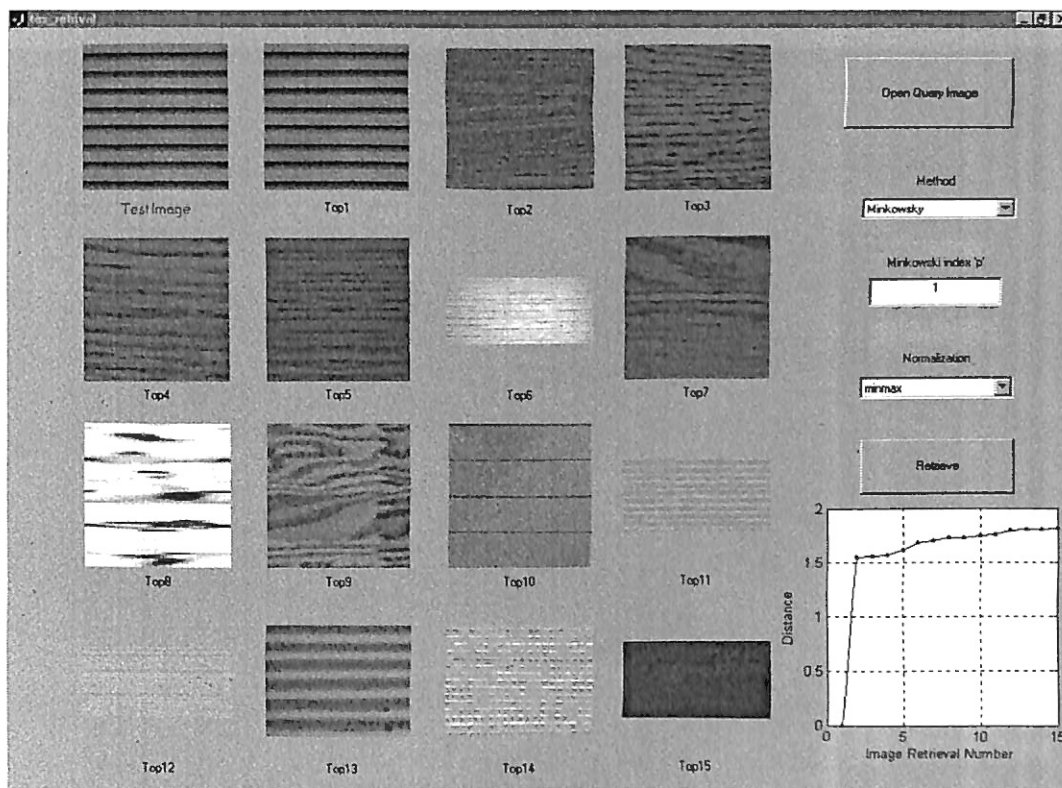 tex_retrival
Test Image
Top1
Top2
Top3
Open Query Image
Method
Minkowsky
Top4
Top5
Top6
Top7
Minkowski index 'p'
1
Normalization
minmax
Top8
Top9
Top10
Top11
Retrieve
Top12
Top13
Top14
Top15
2
1.5
1
0.5
0
Distance
0 5 10 15
Image Retrieval Number